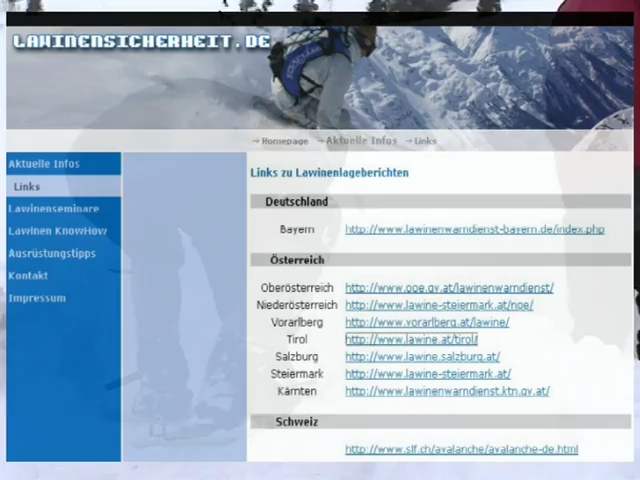 LAWINENSICHERHEIT.DE
→ Homepage → Aktuelle Infos → Links
Aktuelle Infos
Links
Lawinenseminare
Lawinen KnowHow
Ausrüstungstipps
Kontakt
Impressum
Links zu Lawinenlageberichten
Deutschland
Bayern http://www.lawinenwarndienst-bayern.de/index.php
Österreich
Oberösterreich http://www.ooe.gv.at/lawinenwarndienst/
Niederösterreich http://www.lawine-steiermark.at/noe/
Vorarlberg http://www.vorarlberg.at/lawine/
Tirol http://www.lawine.at/tirol/
Salzburg http://www.lawine.salzburg.at/
Steiermark http://www.lawine-steiermark.at/
Kärnten http://www.lawinenwarndienst.ktn.gv.at/
Schweiz
http://www.slf.ch/avalanche/avalanche-de.html